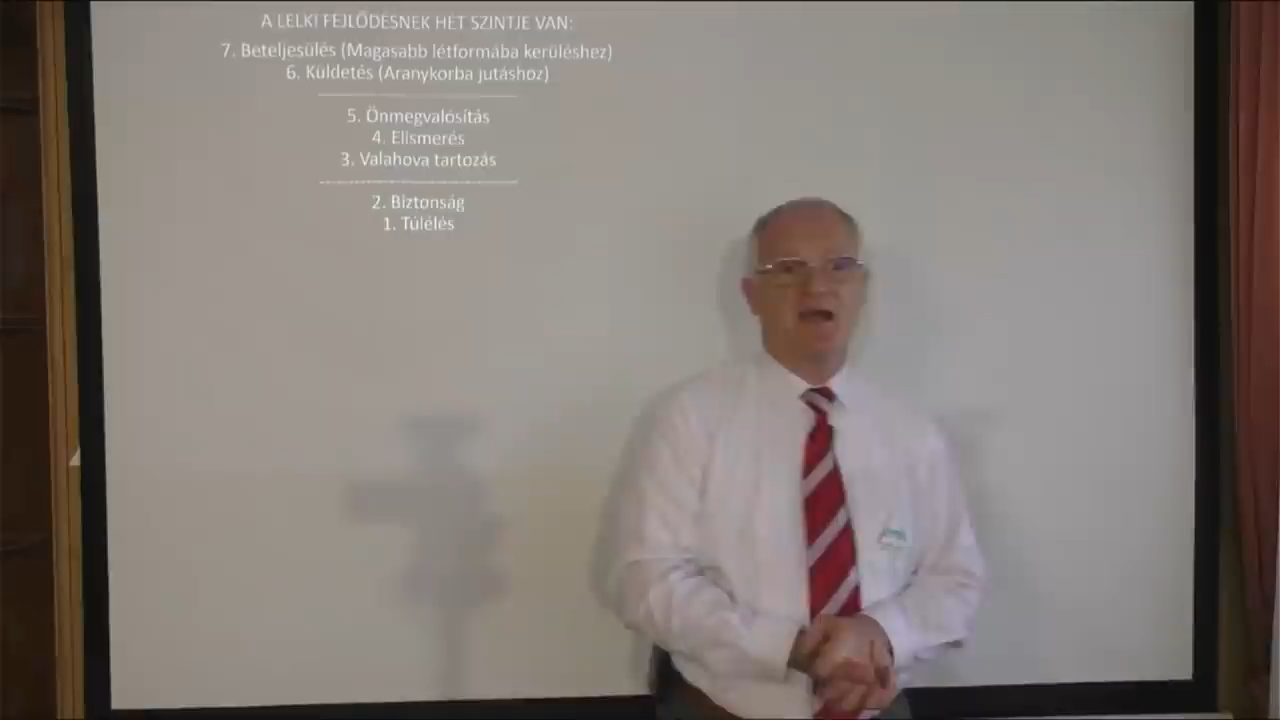 A LELKI FEJLŐDÉSNEK HÉT SZINTJE VAN:
7. Beteljesülés (Magasabb létformába kerüléshez)
6. Küldetés (Aranykorba jutáshoz)
5. Önmegvalósítás
4. Elismerés
3. Valahova tartozás
2. Biztonság
1. Túlélés